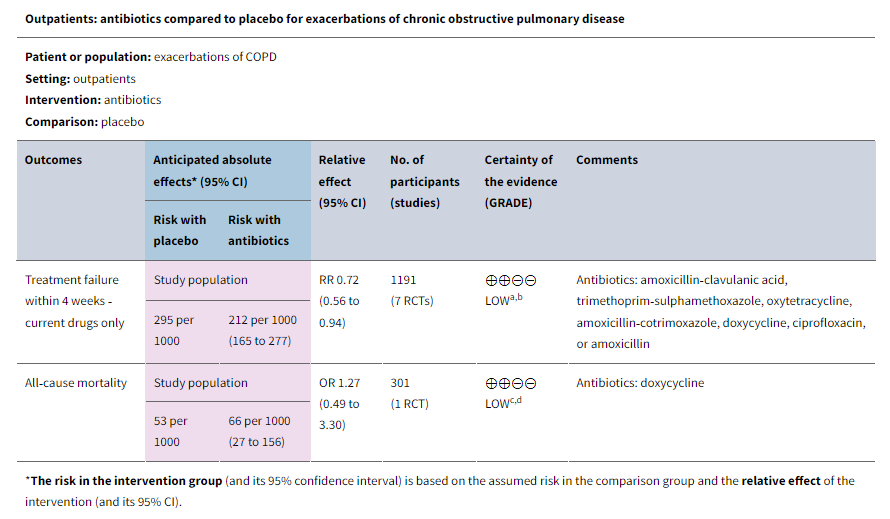 Outpatients: antibiotics compared to placebo for exacerbations of chronic obstructive pulmonary disease
Patient or population: exacerbations of COPD
Setting: outpatients
Intervention: antibiotics
Comparison: placebo
Outcomes
Anticipated absolute
effects* (95% CI)
Risk with
placebo
Risk with
antibiotics
Relative
effect
(95% CI)
No. of
participants
(studies)
Certainty of
the evidence
(GRADE)
Comments
Treatment failure
within 4 weeks -
current drugs only
Study population
295 per
1000
212 per 1000
(165 to 277)
RR 0.72
(0.56 to
0.94)
1191
(7 RCTs)
⊕⊕⊖⊖
LOWa,b
Antibiotics: amoxicillin-clavulanic acid,
trimethoprim-sulphamethoxazole, oxytetracycline,
amoxicillin-cotrimoxazole, doxycycline, ciprofloxacin,
or amoxicillin
All-cause mortality
Study population
53 per
1000
66 per 1000
(27 to 156)
OR 1.27
(0.49 to
3.30)
301
(1 RCT)
⊕⊕⊖⊖
LOWc,d
Antibiotics: doxycycline
*The risk in the intervention group (and its 95% confidence interval) is based on the assumed risk in the comparison group and the relative effect of the
intervention (and its 95% CI).